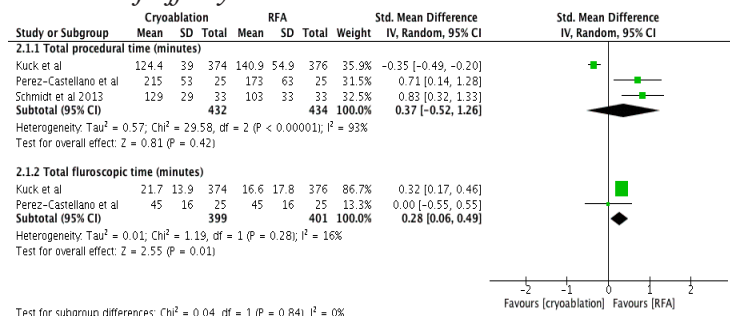 Cryoablation RFA Std. Mean Difference Std. Mean Difference
Study or Subgroup Mean SD Total Mean SD Total Weight IV, Random, 95% CI IV, Random, 95% CI
2.1.1 Total procedural time (minutes)
Kuck et al 124.4 39 374 140.9 54.9 376 35.9% -0.35 [-0.49, -0.20]
Perez-Castellano et al 215 53 25 173 63 25 31.5% 0.71 [0.14, 1.28]
Schmidt et al 2013 129 29 33 103 33 33 32.5% 0.83 [0.32, 1.33]
Subtotal (95% CI) 432 434 100.0% 0.37 [-0.52, 1.26]
Heterogeneity: Tau² = 0.57; Chi² = 29.58, df = 2 (P < 0.00001); I² = 93%
Test for overall effect: Z = 0.81 (P = 0.42)
2.1.2 Total fluroscopic time (minutes)
Kuck et al 21.7 13.9 374 16.6 17.8 376 86.7% 0.32 [0.17, 0.46]
Perez-Castellano et al 45 16 25 45 16 25 13.3% 0.00 [-0.55, 0.55]
Subtotal (95% CI) 399 401 100.0% 0.28 [0.06, 0.49]
Heterogeneity: Tau² = 0.01; Chi² = 1.19, df = 1 (P = 0.28); I² = 16%
Test for overall effect: Z = 2.55 (P = 0.01)
-2 -1 0 1 2
Favours [cryoablation] Favours [RFA]
Test for subgroup differences: Chi² = 0.04, df = 1 (P = 0.84), I² = 0%